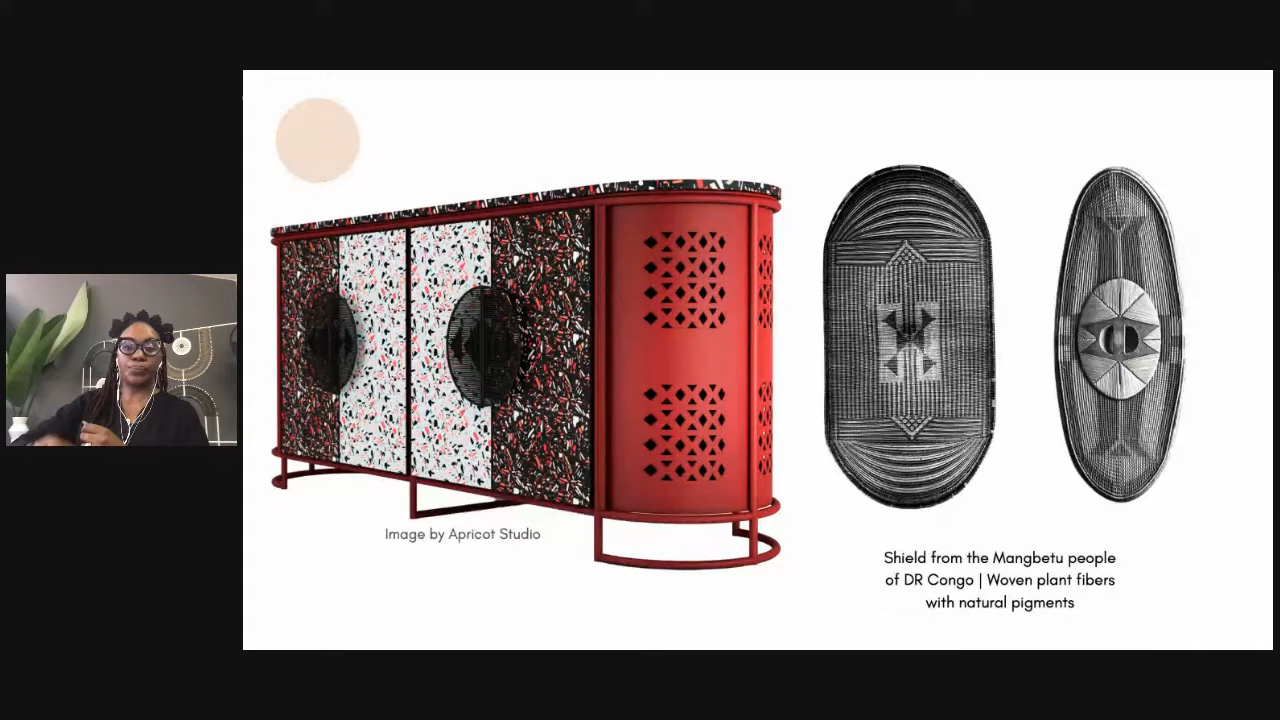 Image by Apricot Studio
Shield from the Mangbetu people
of DR Congo | Woven plant fibers
with natural pigments